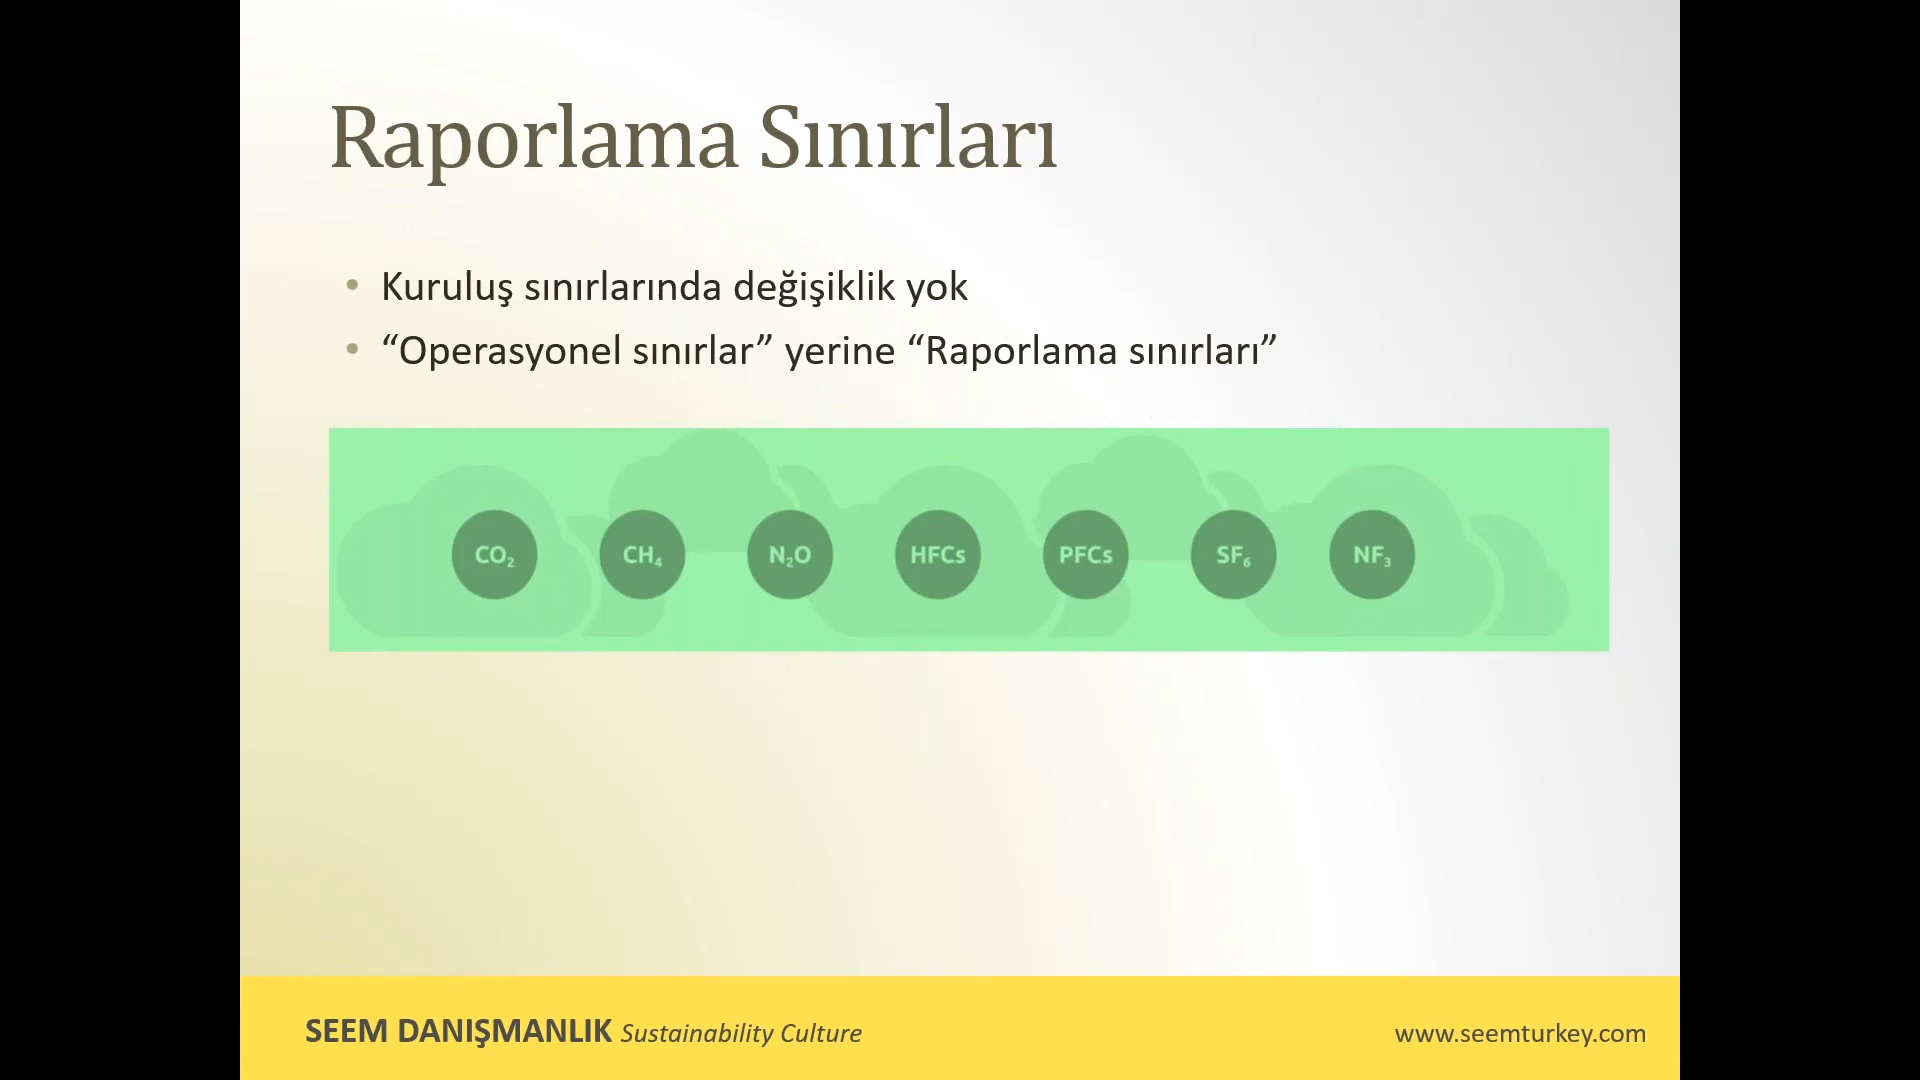 Raporlama Sınırları
• Kuruluş sınırlarında değişiklik yok
• “Operasyonel sınırlar” yerine “Raporlama sınırları”
CO₂ CH₄ N₂O HFCs PFCs SF₆ NF₃
SEEM DANIŞMANLIK Sustainability Culture www.seemturkey.com